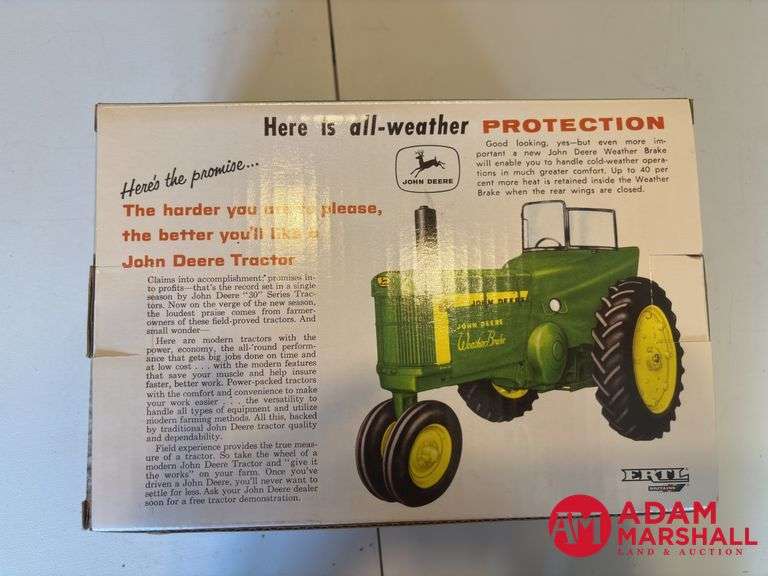 Here is all-weather PROTECTION
Good looking, yes—but even more im-
portant a new John Deere Weather Brake
will enable you to handle cold-weather opera-
tions in much greater comfort. Up to 40 per
cent more heat is retained inside the Weather
Brake when the rear wings are closed.
JOHN DEERE
Here's the promise...
The harder you are to please,
the better you'll like a
John Deere Tractor
Claims into accomplishment: promises in-
to profits—that's the record set in a single
season by John Deere "30" Series Trac-
tors. Now on the verge of the new season,
the loudest praise comes from farmer-
owners of these field-proved tractors. And
small wonder—
Here are modern tractors with the
power, economy, the all-'round perform-
ance that gets big jobs done on time and
at low cost . . . with the modern features
that save your muscle and help insure
faster, better work. Power-packed tractors
with the comfort and convenience to make
your work easier . . . the versatility to
handle all types of equipment and utilize
modern farming methods. All this, backed
by traditional John Deere tractor quality
and dependability.
Field experience provides the true meas-
ure of a tractor. So take the wheel of a
modern John Deere Tractor and "give it
the works" on your farm. Once you've
driven a John Deere, you'll never want to
settle for less. Ask your John Deere dealer
soon for a free tractor demonstration.
JOHN DEERE
JOHN DEERE
Weather Brake
ERTL
BRITAINS
AM ADAM
MARSHALL
LAND & AUCTION